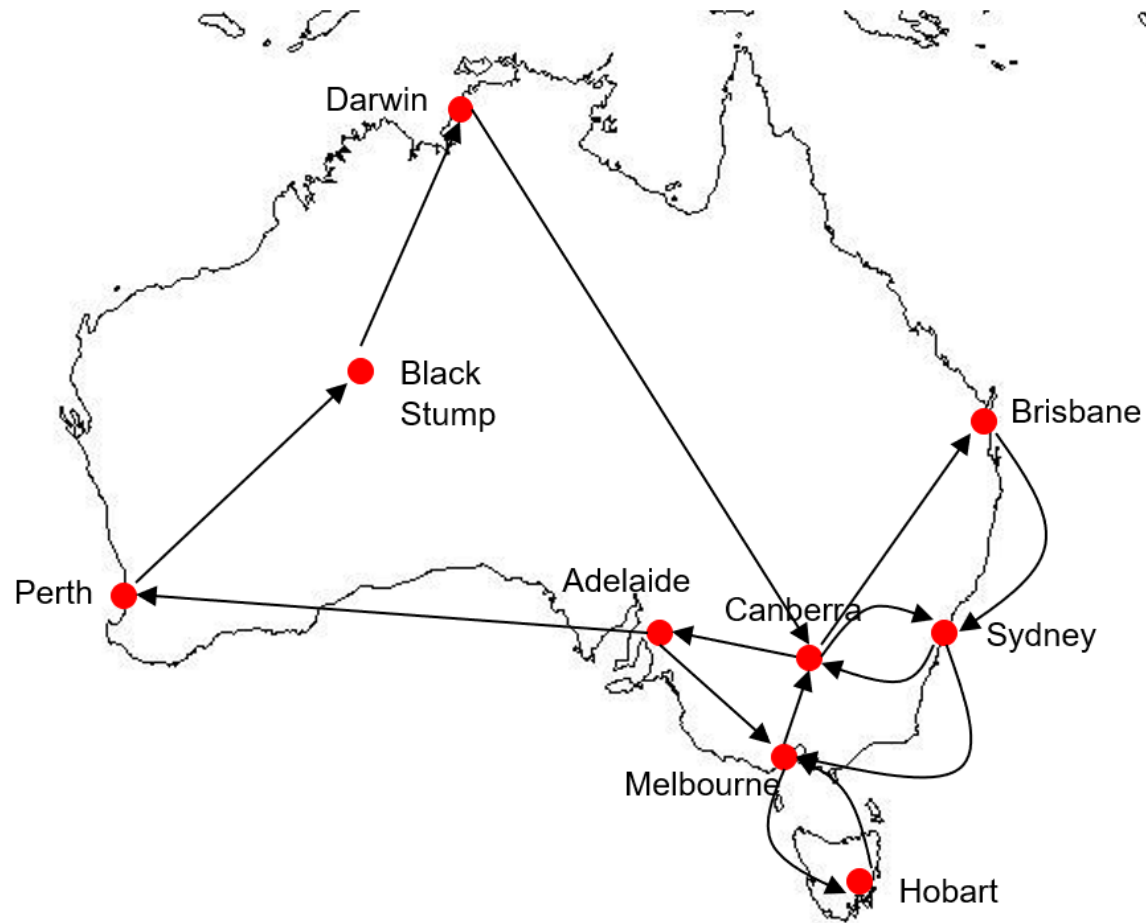 Darwin
Black
Stump
Brisbane
Perth
Adelaide
Canberra
Sydney
Melbourne
Hobart